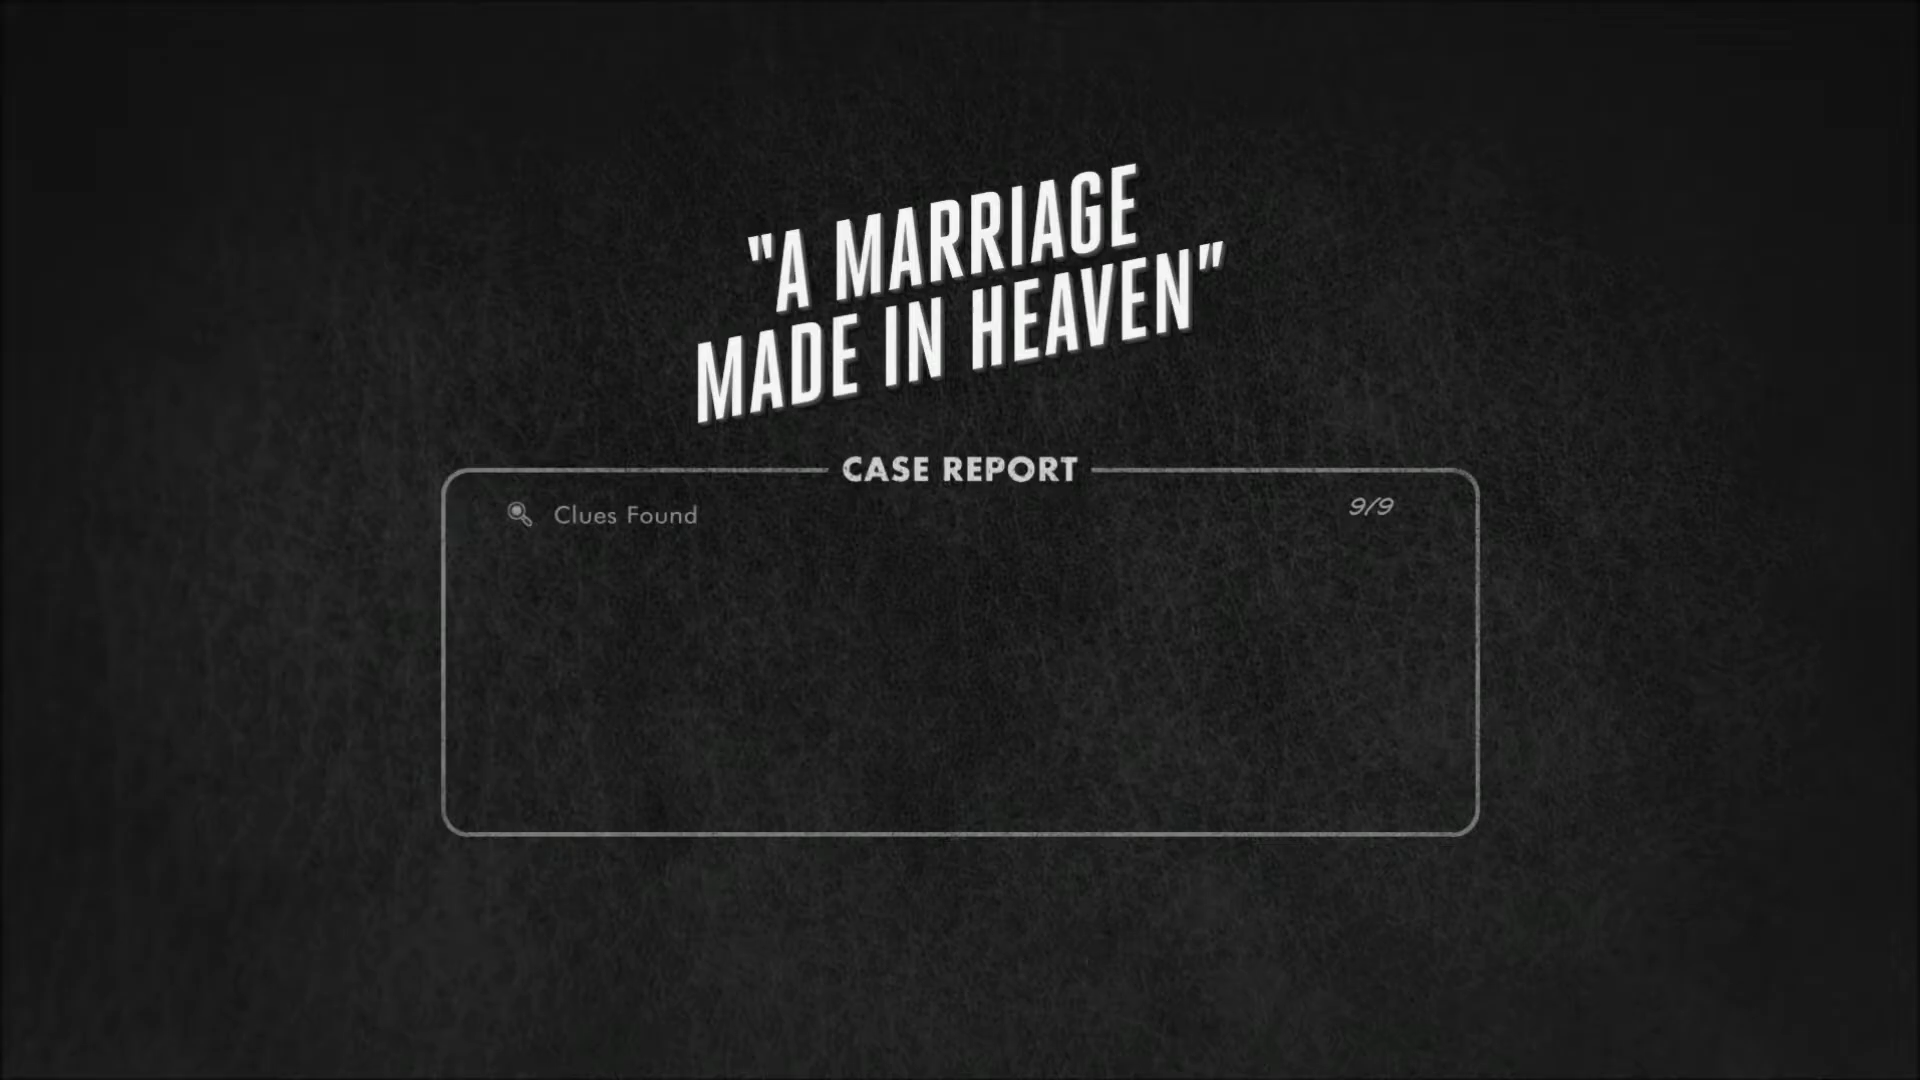 "A MARRIAGE
MADE IN HEAVEN"
CASE REPORT
Clues Found 9/9